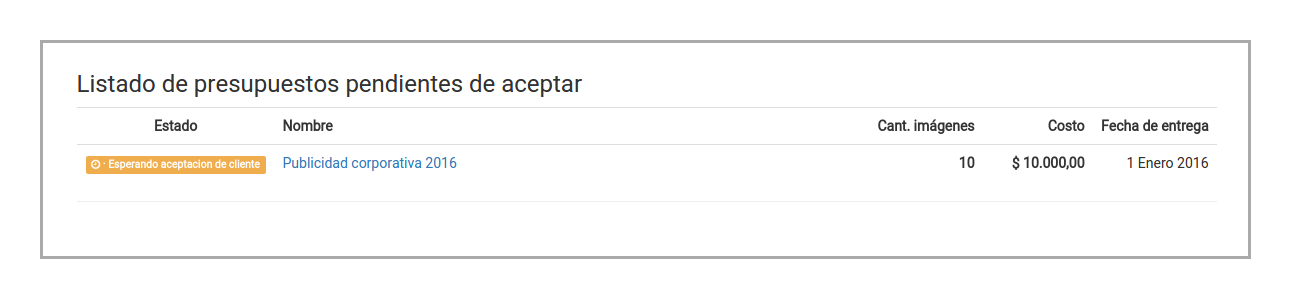 Listado de presupuestos pendientes de aceptar
Estado Nombre Cant. imágenes Costo Fecha de entrega
· Esperando aceptacion de cliente Publicidad corporativa 2016 10 $ 10.000,00 1 Enero 2016